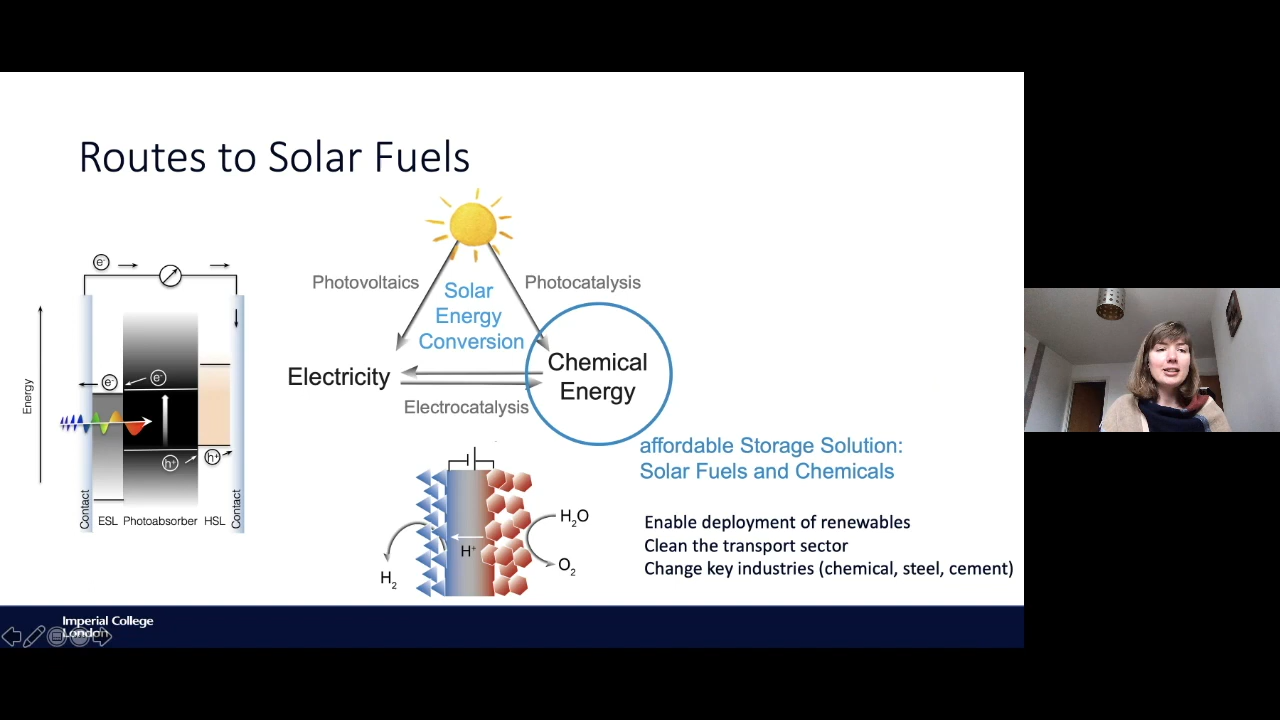 Routes to Solar Fuels
e⁻
Energy
e⁻
e⁻
h⁺
h⁺
Contact
ESL
Photoabsorber
HSL
Contact
Photovoltaics
Photocatalysis
Solar
Energy
Conversion
Electricity
Chemical
Energy
Electrocatalysis
affordable Storage Solution:
Solar Fuels and Chemicals
H₂
H⁺
H₂O
O₂
Enable deployment of renewables
Clean the transport sector
Change key industries (chemical, steel, cement)
Imperial College
London